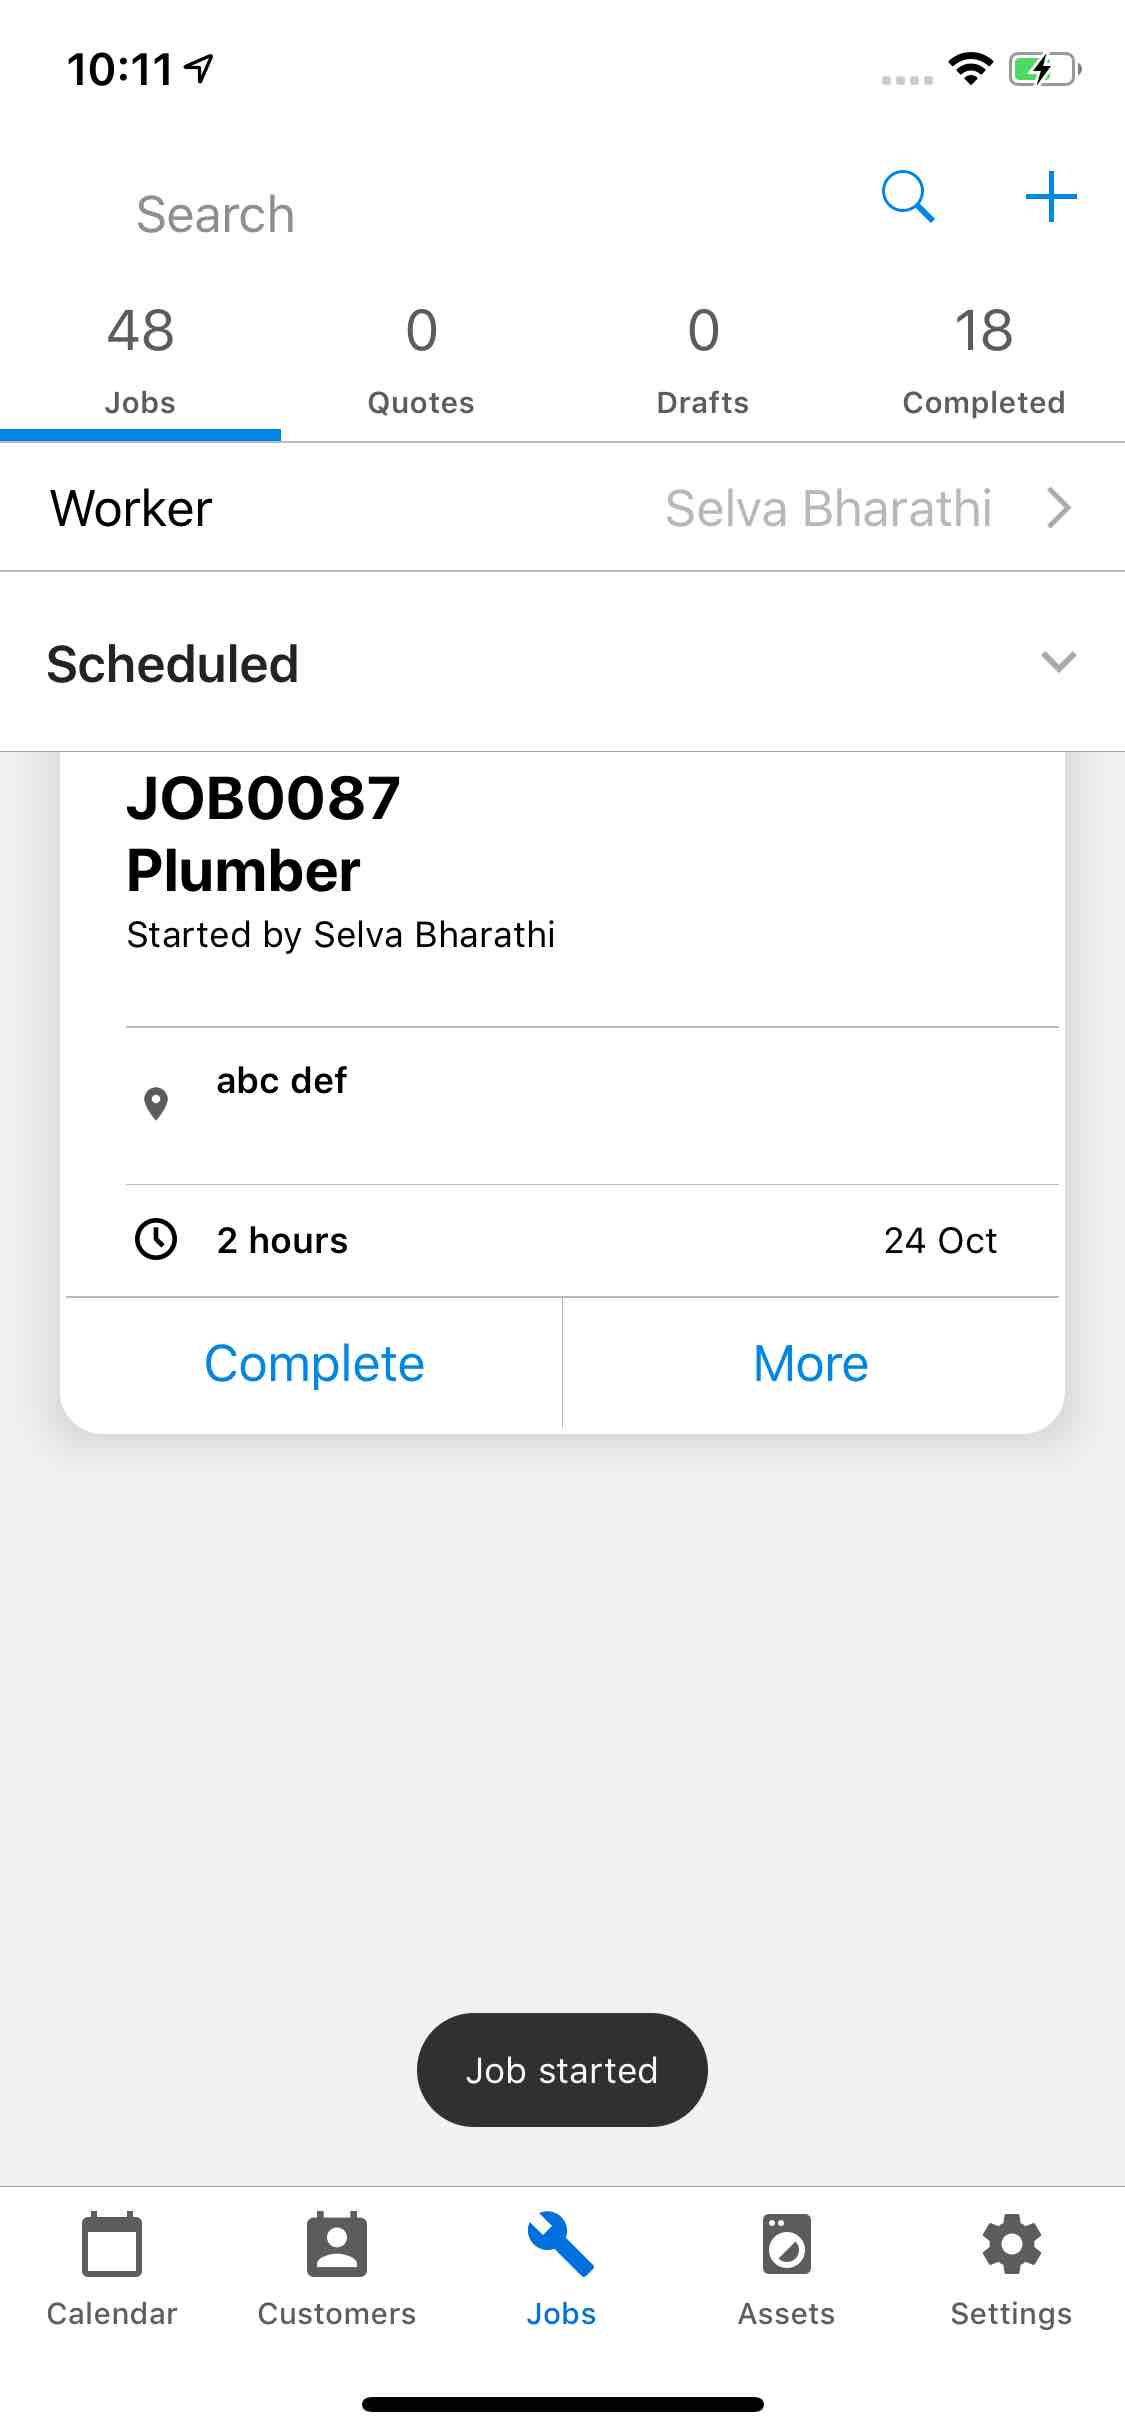 10:11
Search
48 0 0 18
Jobs Quotes Drafts Completed
Worker Selva Bharathi
Scheduled
JOB0087
Plumber
Started by Selva Bharathi
abc def
2 hours 24 Oct
Complete More
Job started
Calendar Customers Jobs Assets Settings